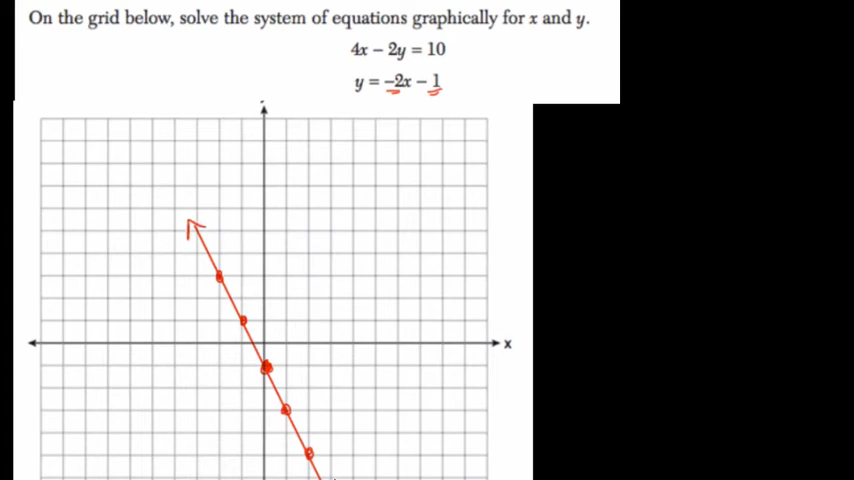 On the grid below, solve the system of equations graphically for x and y.
4x − 2y = 10
y = −2x − 1
x